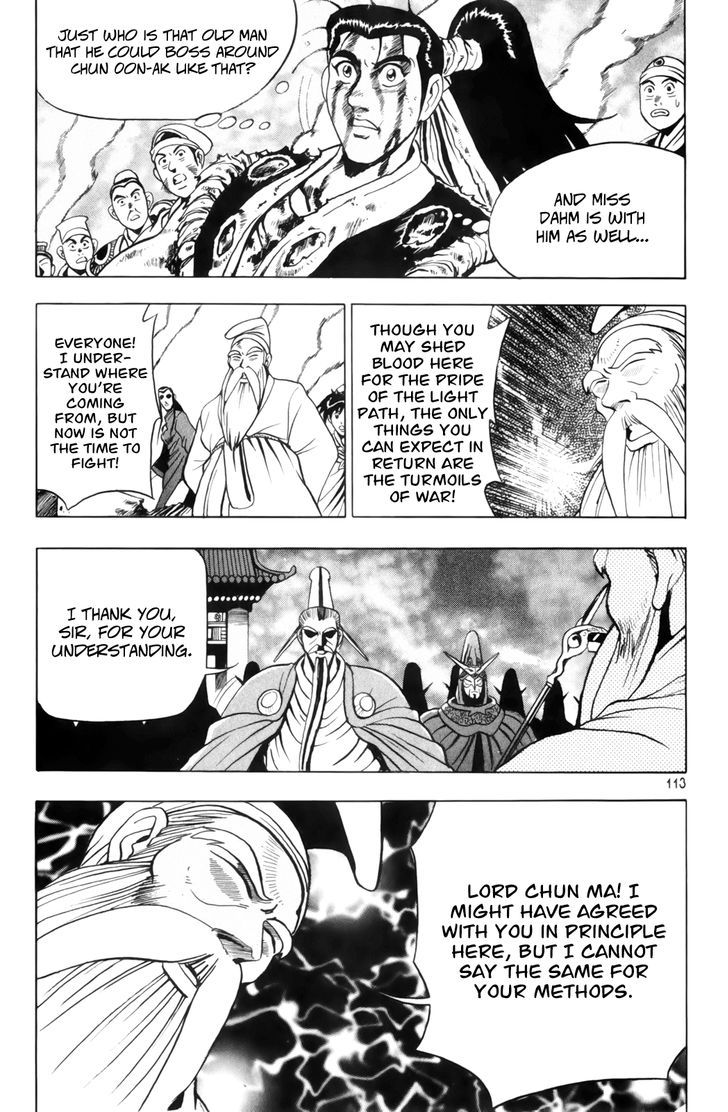 JUST WHO IS THAT OLD MAN
THAT HE COULD BOSS AROUND
CHUN OON-AK LIKE THAT?
AND MISS
DAHM IS WITH
HIM AS WELL...
EVERYONE!
I UNDER-
STAND WHERE
YOU'RE
COMING
FROM, BUT
NOW IS NOT
THE TIME TO
FIGHT!
THOUGH YOU
MAY SHED
BLOOD HERE
FOR THE PRIDE
OF THE LIGHT
PATH, THE ONLY
THINGS YOU
CAN EXPECT IN
RETURN ARE
THE TURMOILS
OF WAR!
I THANK YOU,
SIR, FOR YOUR
UNDERSTANDING.
113
LORD CHUN MA! I
MIGHT HAVE AGREED
WITH YOU IN PRINCIPLE
HERE, BUT I CANNOT
SAY THE SAME FOR
YOUR METHODS.